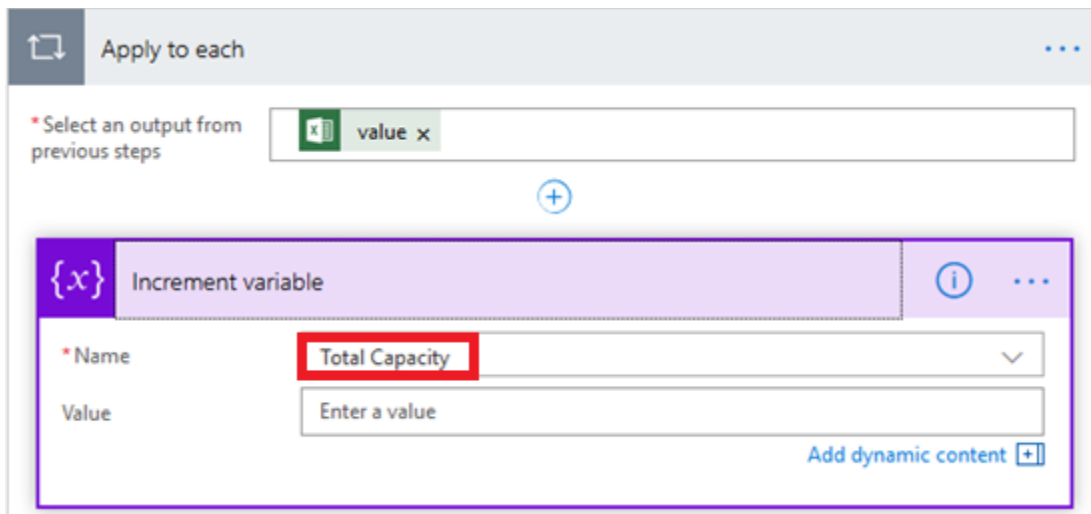 Apply to each
* Select an output from
previous steps
value
{x} Increment variable
* Name
Total Capacity
Value
Enter a value
Add dynamic content